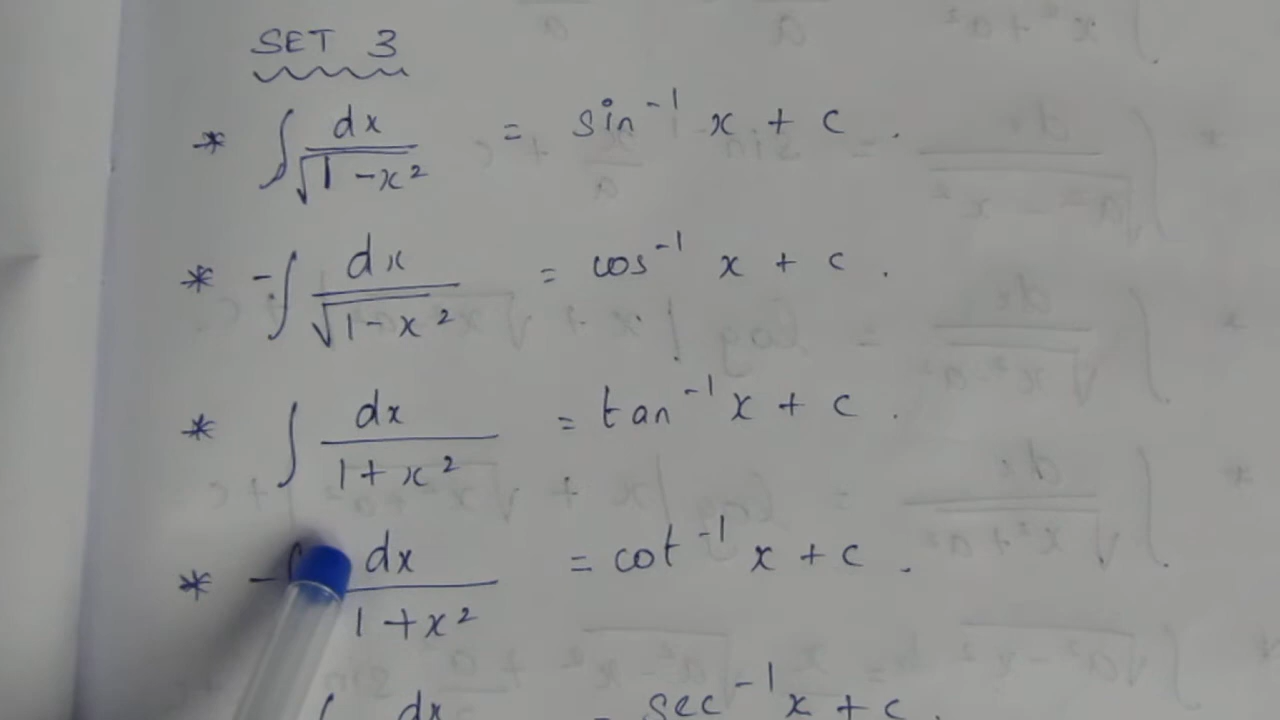 SET 3
* ∫ dx / √(1 - x²) = sin⁻¹ x + c .
* -∫ dx / √(1 - x²) = cos⁻¹ x + c .
* ∫ dx / (1 + x²) = tan⁻¹ x + c .
* -∫ dx / (1 + x²) = cot⁻¹ x + c .
∫ dx = sec⁻¹ x + c .